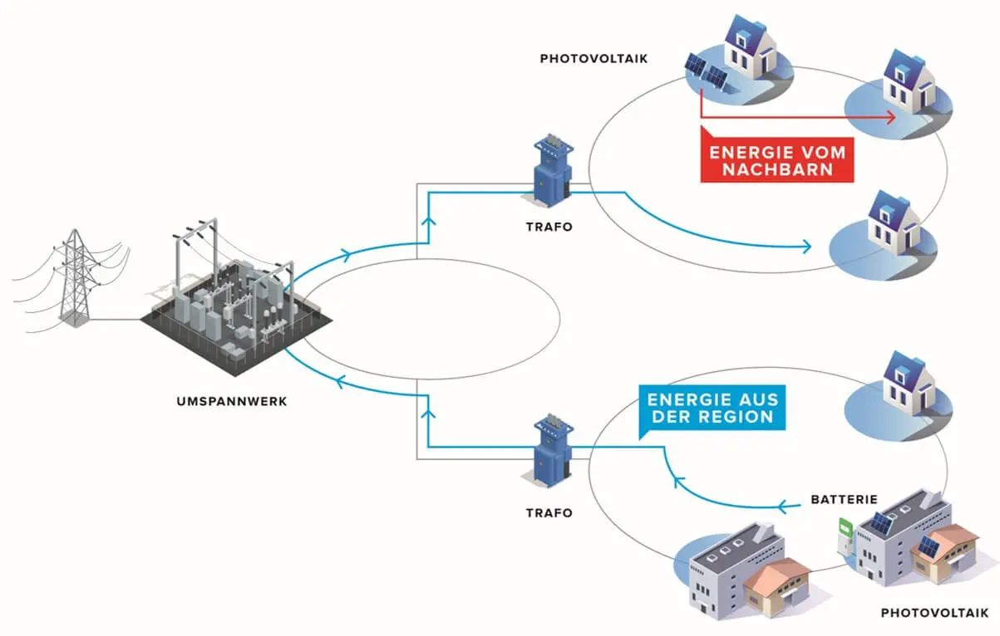 PHOTOVOLTAIK
ENERGIE VOM
NACHBARN
TRAFO
UMSPANNWERK
ENERGIE AUS
DER REGION
BATTERIE
TRAFO
PHOTOVOLTAIK